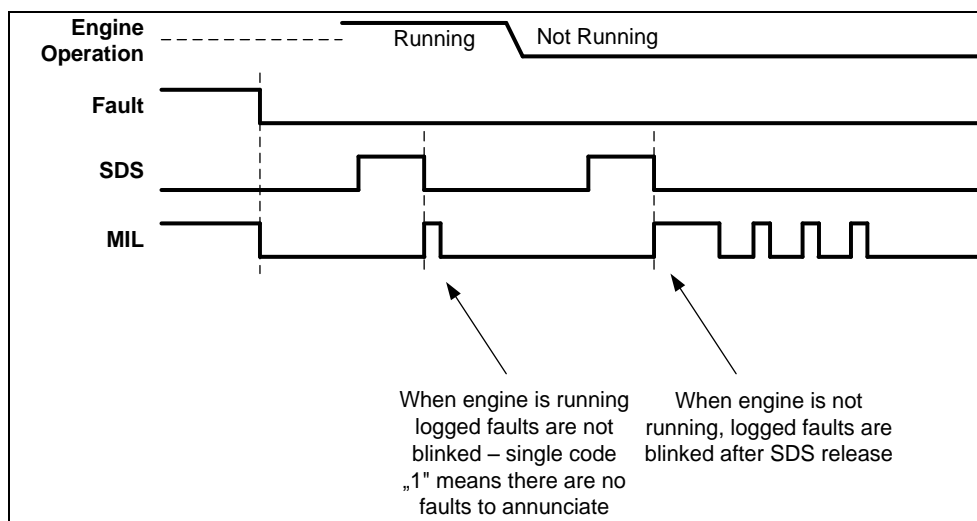 Engine
Operation
Running
Not Running
Fault
SDS
MIL
When engine is running
logged faults are not
blinked – single code
„1" means there are no
faults to annunciate
When engine is not
running, logged faults are
blinked after SDS release